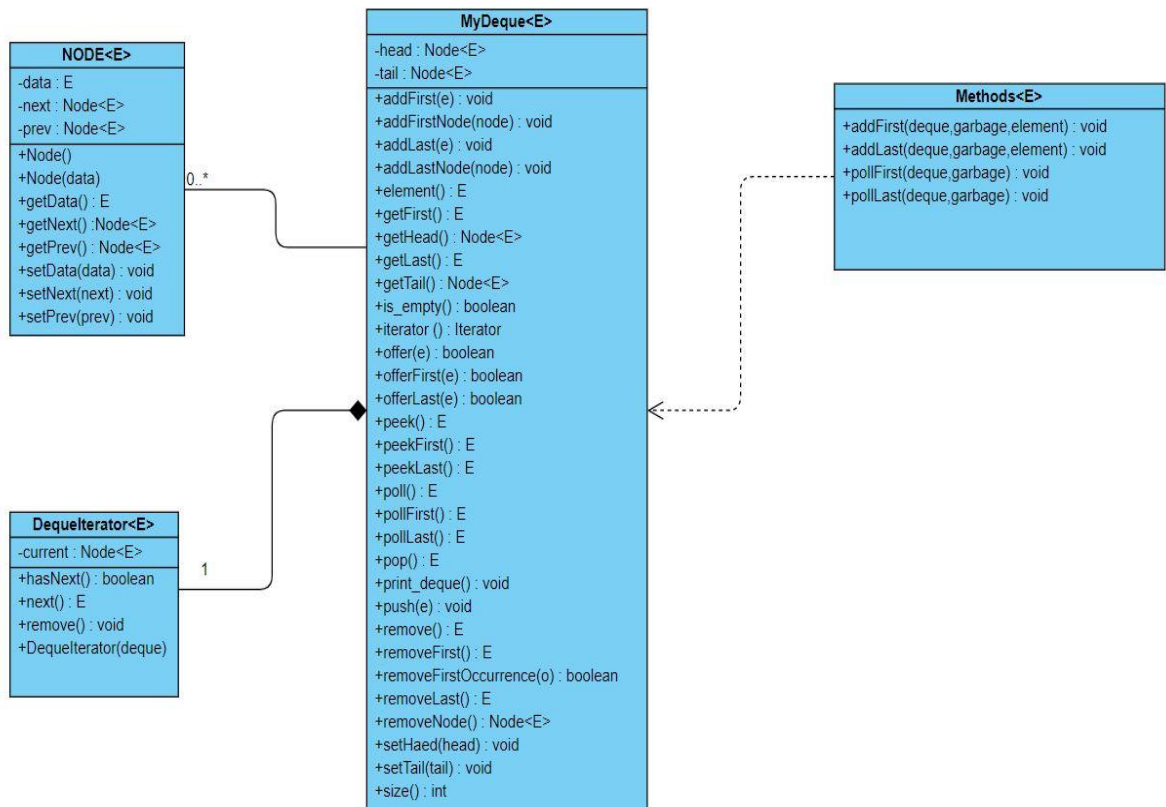 NODE<E>
-data : E
-next : Node<E>
-prev : Node<E>
+Node()
+Node(data)
+getData() : E
+getNext() :Node<E>
+getPrev() : Node<E>
+setData(data) : void
+setNext(next) : void
+setPrev(prev) : void
0..*
MyDeque<E>
-head : Node<E>
-tail : Node<E>
+addFirst(e) : void
+addFirstNode(node) : void
+addLast(e) : void
+addLastNode(node) : void
+element() : E
+getFirst() : E
+getHead() : Node<E>
+getLast() : E
+getTail() : Node<E>
+is_empty() : boolean
+iterator () : Iterator
+offer(e) : boolean
+offerFirst(e) : boolean
+offerLast(e) : boolean
+peek() : E
+peekFirst() : E
+peekLast() : E
+poll() : E
+pollFirst() : E
+pollLast() : E
+pop() : E
+print_deque() : void
+push(e) : void
+remove() : E
+removeFirst() : E
+removeFirstOccurrence(o) : boolean
+removeLast() : E
+removeNode() : Node<E>
+setHaed(head) : void
+setTail(tail) : void
+size() : int
Methods<E>
+addFirst(deque,garbage,element) : void
+addLast(deque,garbage,element) : void
+pollFirst(deque,garbage) : void
+pollLast(deque,garbage) : void
DequeIterator<E>
-current : Node<E>
+hasNext() : boolean
+next() : E
+remove() : void
+DequeIterator(deque)
1